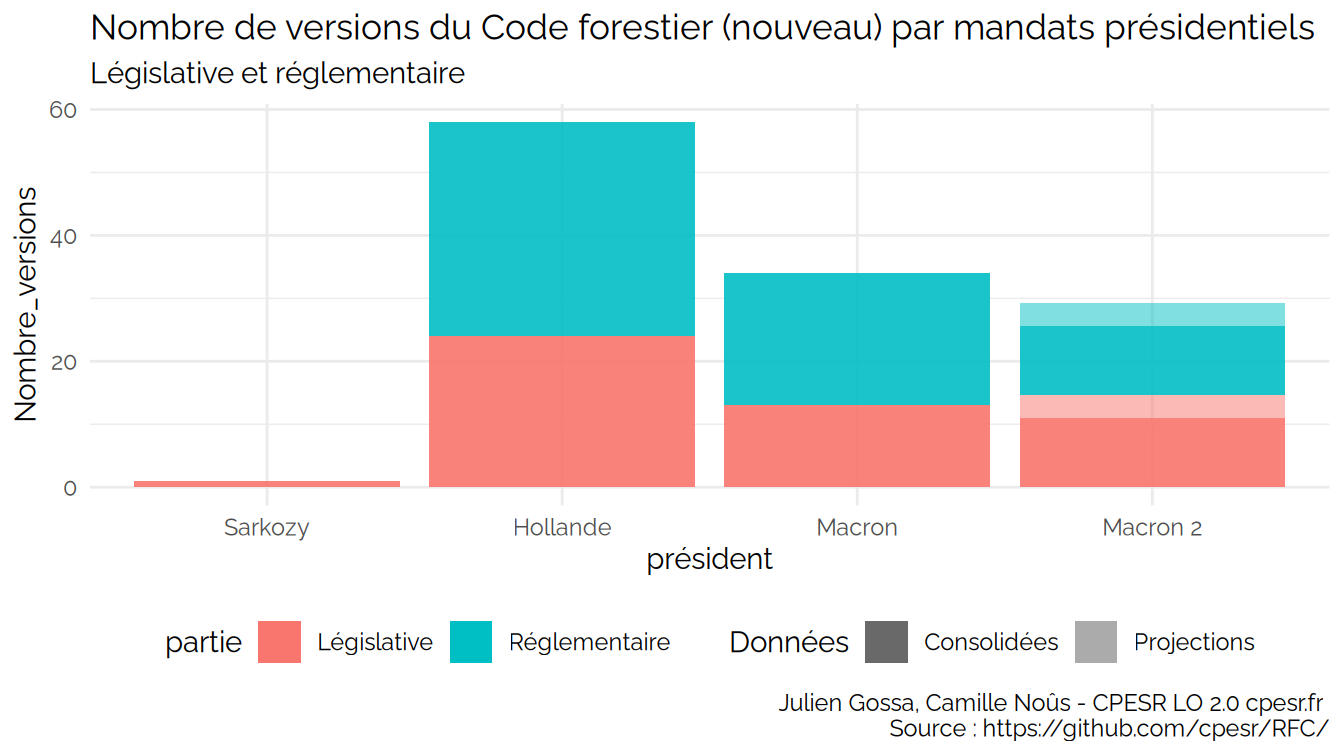 Nombre de versions du Code forestier (nouveau) par mandats présidentiels
Législative et réglementaire
Nombre_versions
60
40
20
0
Sarkozy
Hollande
Macron
Macron 2
président
partie
Législative
Réglementaire
Données
Consolidées
Projections
Julien Gossa, Camille Noûs - CPESR LO 2.0 cpesr.fr
Source : https://github.com/cpesr/RFC/